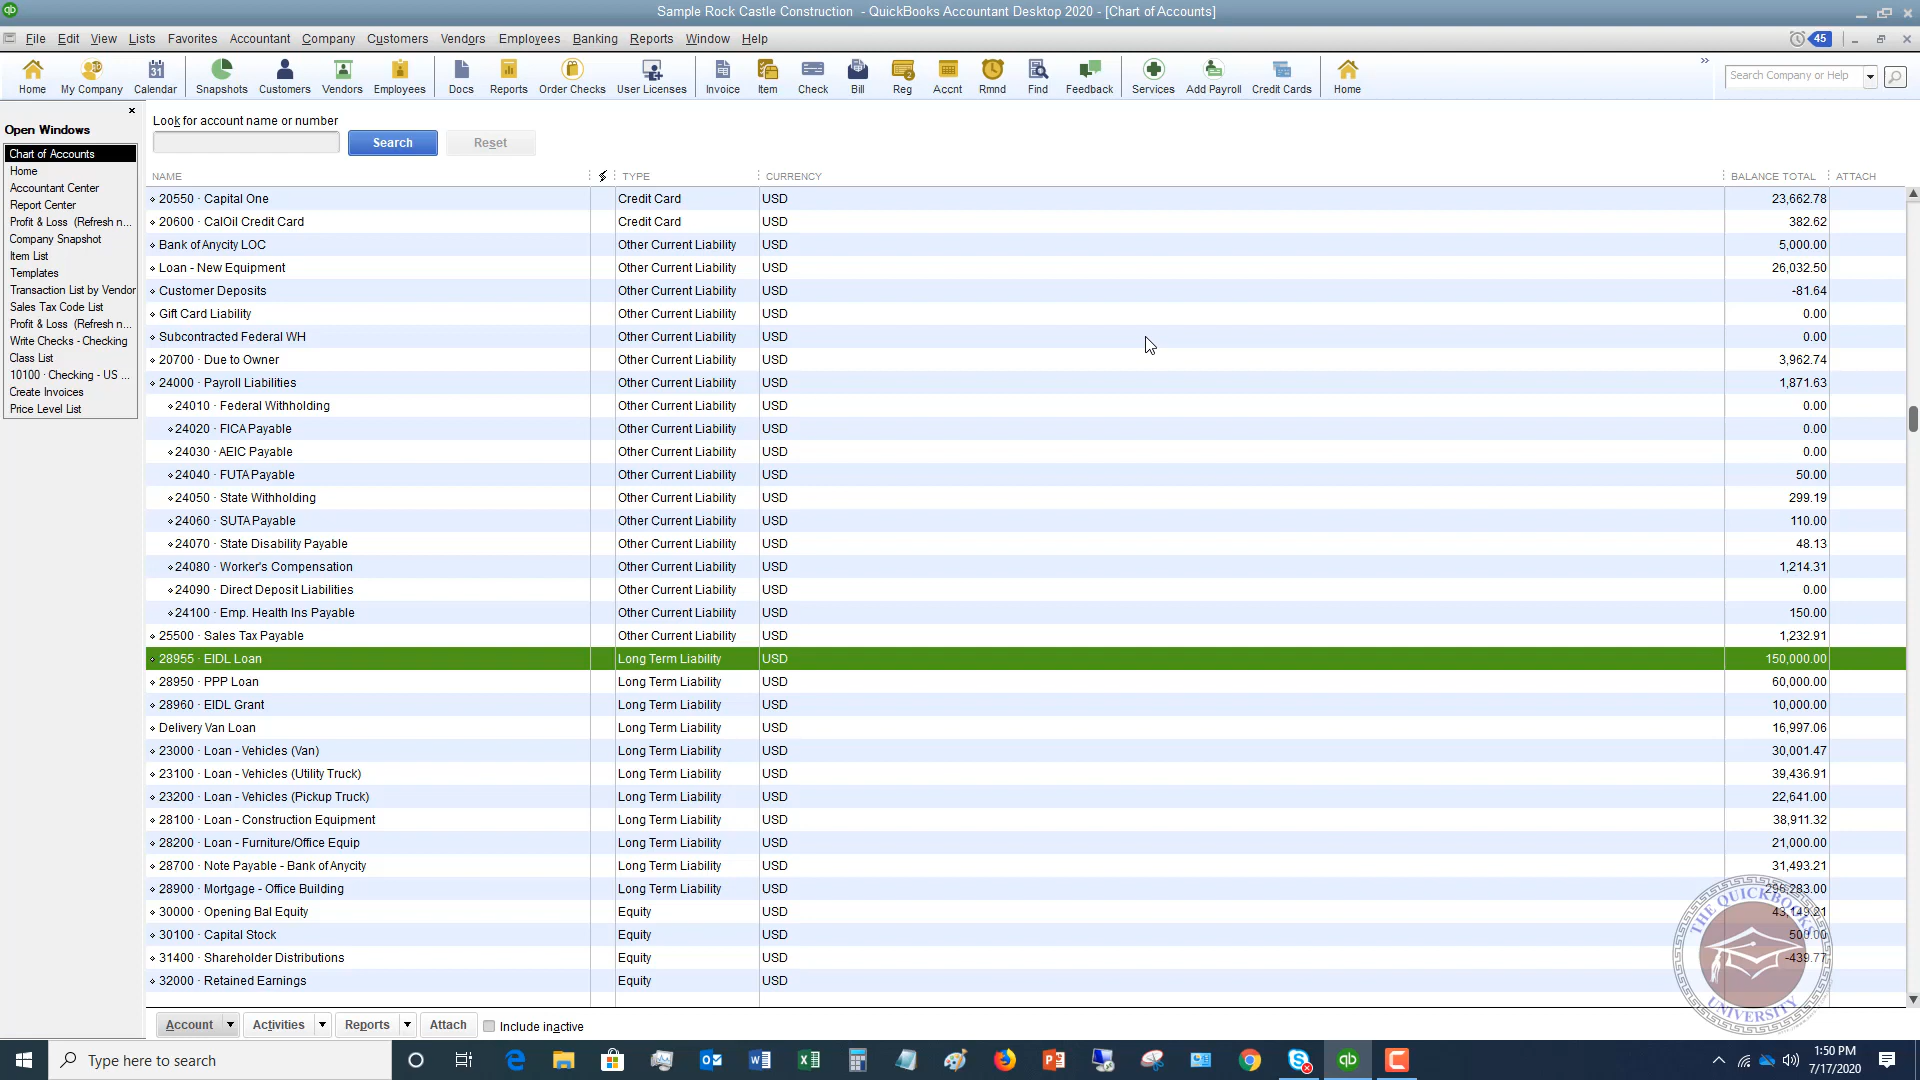 Sample Rock Castle Construction - QuickBooks Accountant Desktop 2020 - [Chart of Accounts]
File Edit View Lists Favorites Accountant Company Customers Vendors Employees Banking Reports Window Help 45
Home My Company Calendar Snapshots Customers Vendors Employees Docs Reports Order Checks User Licenses Invoice Item Check Bill Reg Accnt Rmnd Find Feedback Services Add Payroll Credit Cards Home
Search Company or Help
Open Windows
Chart of Accounts
Home
Accountant Center
Report Center
Profit & Loss (Refresh n...
Company Snapshot
Item List
Templates
Transaction List by Vendor
Sales Tax Code List
Profit & Loss (Refresh n...
Write Checks - Checking
Class List
10100 · Checking - US ...
Create Invoices
Price Level List
Look for account name or number
Search Reset
NAME TYPE CURRENCY BALANCE TOTAL ATTACH
20550 · Capital One Credit Card USD 23,662.78
20600 · CalOil Credit Card Credit Card USD 382.62
Bank of Anycity LOC Other Current Liability USD 5,000.00
Loan - New Equipment Other Current Liability USD 26,032.50
Customer Deposits Other Current Liability USD -81.64
Gift Card Liability Other Current Liability USD 0.00
Subcontracted Federal WH Other Current Liability USD 0.00
20700 · Due to Owner Other Current Liability USD 3,962.74
24000 · Payroll Liabilities Other Current Liability USD 1,871.63
24010 · Federal Withholding Other Current Liability USD 0.00
24020 · FICA Payable Other Current Liability USD 0.00
24030 · AEIC Payable Other Current Liability USD 0.00
24040 · FUTA Payable Other Current Liability USD 50.00
24050 · State Withholding Other Current Liability USD 299.19
24060 · SUTA Payable Other Current Liability USD 110.00
24070 · State Disability Payable Other Current Liability USD 48.13
24080 · Worker's Compensation Other Current Liability USD 1,214.31
24090 · Direct Deposit Liabilities Other Current Liability USD 0.00
24100 · Emp. Health Ins Payable Other Current Liability USD 150.00
25500 · Sales Tax Payable Other Current Liability USD 1,232.91
28955 · EIDL Loan Long Term Liability USD 150,000.00
28950 · PPP Loan Long Term Liability USD 60,000.00
28960 · EIDL Grant Long Term Liability USD 10,000.00
Delivery Van Loan Long Term Liability USD 16,997.06
23000 · Loan - Vehicles (Van) Long Term Liability USD 30,001.47
23100 · Loan - Vehicles (Utility Truck) Long Term Liability USD 39,436.91
23200 · Loan - Vehicles (Pickup Truck) Long Term Liability USD 22,641.00
28100 · Loan - Construction Equipment Long Term Liability USD 38,911.32
28200 · Loan - Furniture/Office Equip Long Term Liability USD 21,000.00
28700 · Note Payable - Bank of Anycity Long Term Liability USD 31,493.21
28900 · Mortgage - Office Building Long Term Liability USD 296,283.00
30000 · Opening Bal Equity Equity USD 43,149.21
30100 · Capital Stock Equity USD 500.00
31400 · Shareholder Distributions Equity USD -439.77
32000 · Retained Earnings Equity USD
THE QUICKBOOKS UNIVERSITY
Account Activities Reports Attach Include inactive
Type here to search
1:50 PM
7/17/2020